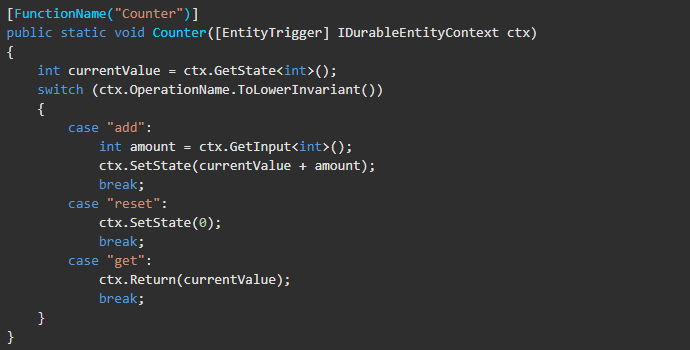 [FunctionName("Counter")]
public static void Counter([EntityTrigger] IDurableEntityContext ctx)
{
    int currentValue = ctx.GetState<int>();
    switch (ctx.OperationName.ToLowerInvariant())
    {
        case "add":
            int amount = ctx.GetInput<int>();
            ctx.SetState(currentValue + amount);
            break;
        case "reset":
            ctx.SetState(0);
            break;
        case "get":
            ctx.Return(currentValue);
            break;
    }
}